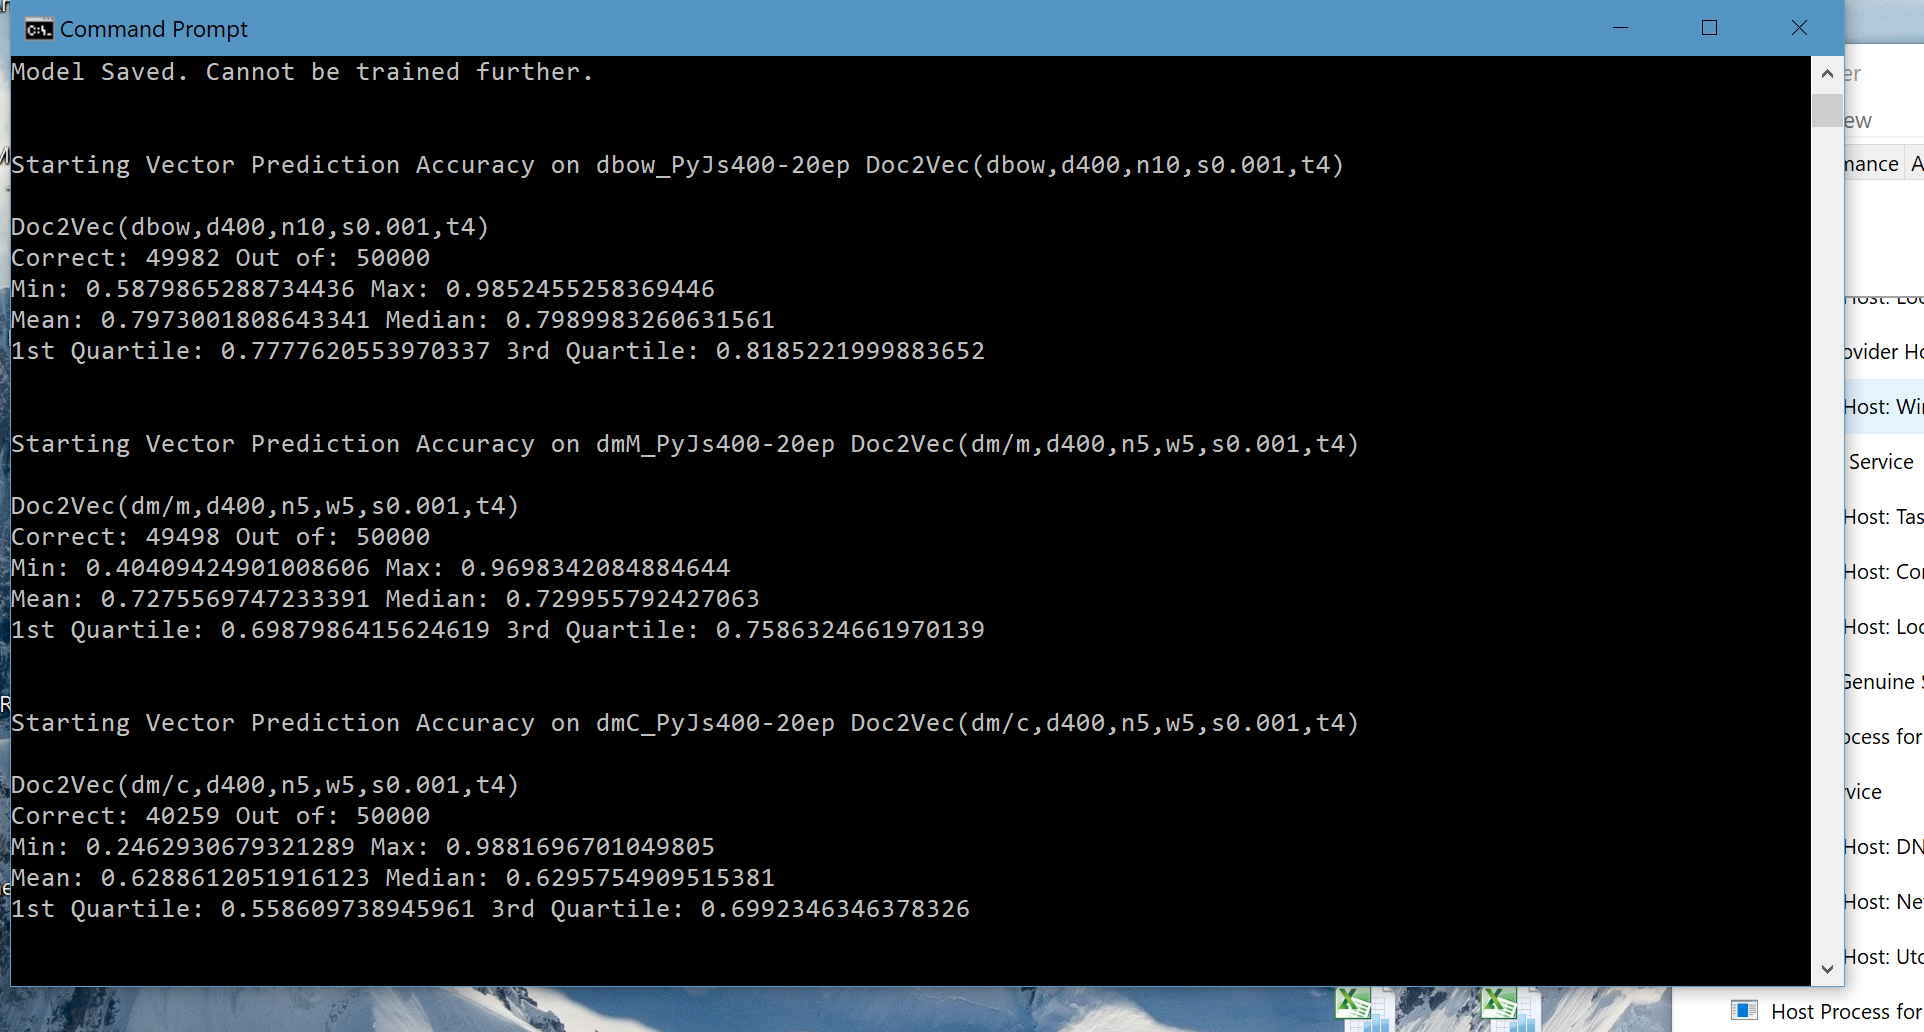 Command Prompt
Model Saved. Cannot be trained further.
Starting Vector Prediction Accuracy on dbow_PyJs400-20ep Doc2Vec(dbow,d400,n10,s0.001,t4)
Doc2Vec(dbow,d400,n10,s0.001,t4)
Correct: 49982 Out of: 50000
Min: 0.5879865288734436 Max: 0.9852455258369446
Mean: 0.7973001808643341 Median: 0.7989983260631561
1st Quartile: 0.7777620553970337 3rd Quartile: 0.8185221999883652
Starting Vector Prediction Accuracy on dmM_PyJs400-20ep Doc2Vec(dm/m,d400,n5,w5,s0.001,t4)
Doc2Vec(dm/m,d400,n5,w5,s0.001,t4)
Correct: 49498 Out of: 50000
Min: 0.40409424901008606 Max: 0.9698342084884644
Mean: 0.7275569747233391 Median: 0.729955792427063
1st Quartile: 0.6987986415624619 3rd Quartile: 0.7586324661970139
Starting Vector Prediction Accuracy on dmC_PyJs400-20ep Doc2Vec(dm/c,d400,n5,w5,s0.001,t4)
Doc2Vec(dm/c,d400,n5,w5,s0.001,t4)
Correct: 40259 Out of: 50000
Min: 0.2462930679321289 Max: 0.9881696701049805
Mean: 0.6288612051916123 Median: 0.6295754909515381
1st Quartile: 0.558609738945961 3rd Quartile: 0.6992346346378326
er
ew
mance A
Host: Loc
ovider Ho
Host: Win
Service
Host: Tas
Host: Con
Host: Loc
Genuine S
ocess for
rvice
Host: DN
Host: Net
Host: Utc
Host Process for